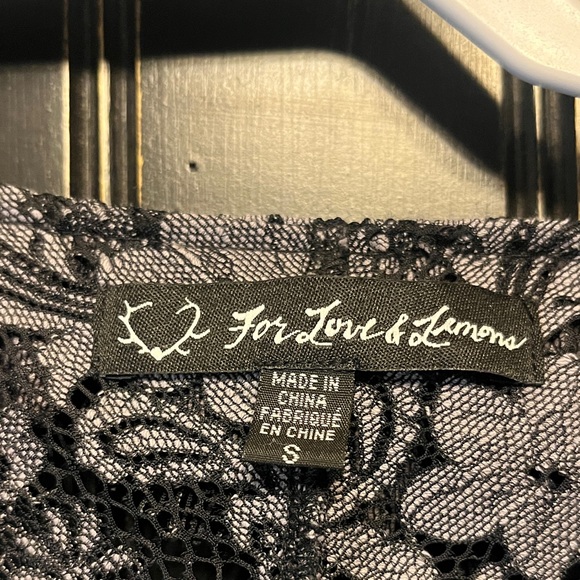 For Love & Lemons
MADE IN
CHINA
FABRIQUÉ
EN CHINE
S